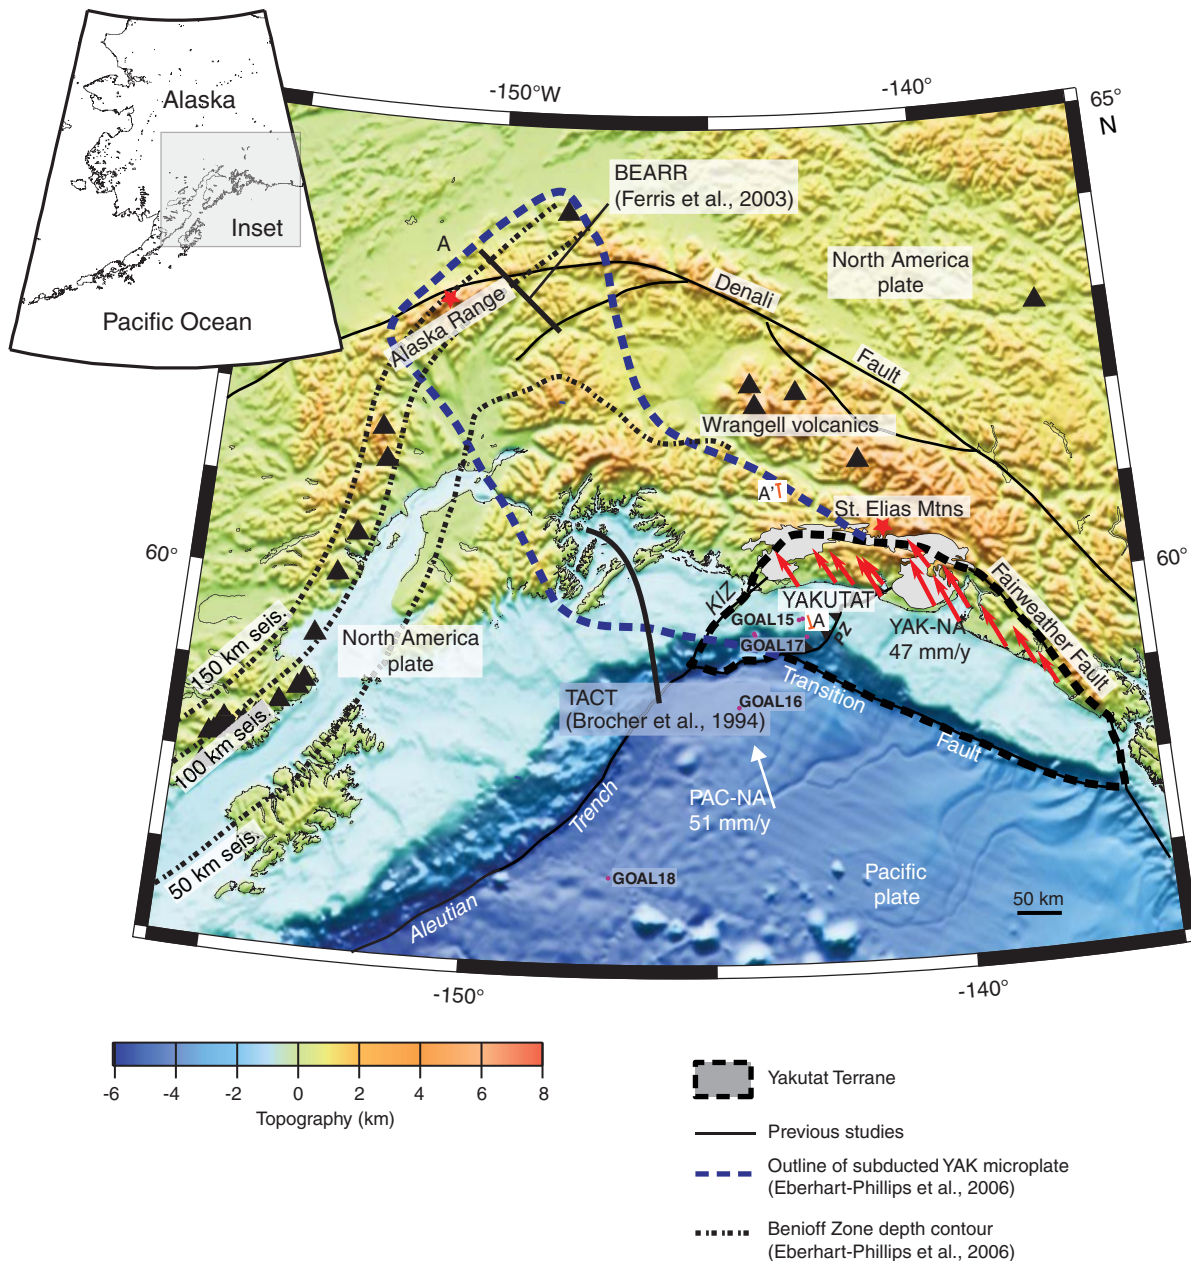 Alaska
Inset
Pacific Ocean
-150°W
-140°
65°
N
BEARR
(Ferris et al., 2003)
A
North America
plate
Denali
Fault
Alaska Range
Wrangell volcanics
A'
St. Elias Mtns
60°
60°
KIZ
YAKUTAT
GOAL15
A
GOAL17
PZ
YAK-NA
47 mm/y
Fairweather Fault
North America
plate
150 km seis.
100 km seis.
50 km seis.
TACT
(Brocher et al., 1994)
GOAL16
Transition
Fault
PAC-NA
51 mm/y
Trench
Aleutian
GOAL18
Pacific
plate
50 km
-150°
-140°
-6 -4 -2 0 2 4 6 8
Topography (km)
Yakutat Terrane
Previous studies
Outline of subducted YAK microplate
(Eberhart-Phillips et al., 2006)
Benioff Zone depth contour
(Eberhart-Phillips et al., 2006)